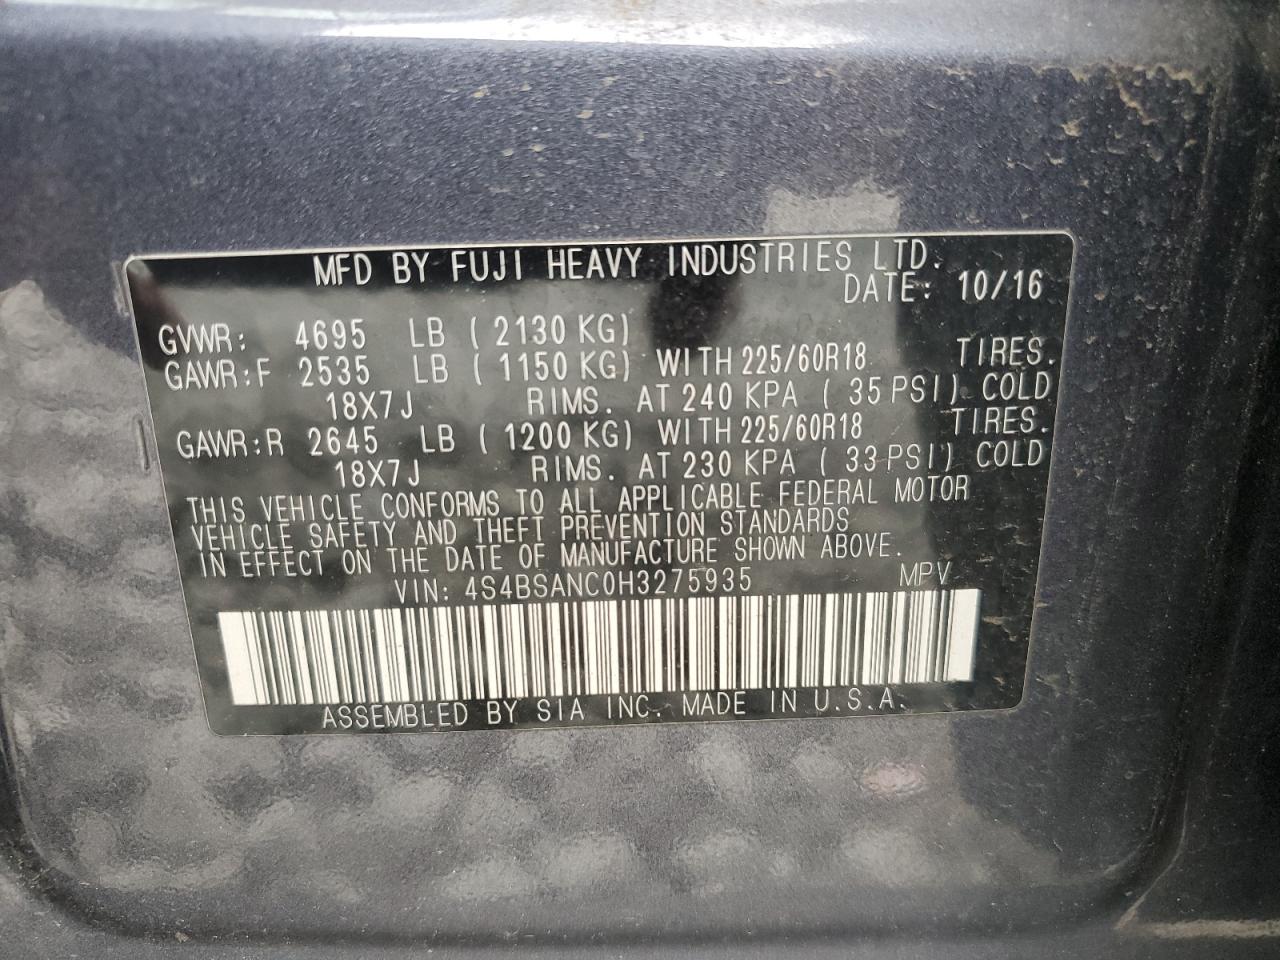 MFD BY FUJI HEAVY INDUSTRIES LTD.
DATE: 10/16
GVWR: 4695 LB ( 2130 KG)
GAWR:F 2535 LB ( 1150 KG) WITH 225/60R18 TIRES.
18X7J RIMS. AT 240 KPA ( 35 PSI) COLD
GAWR:R 2645 LB ( 1200 KG) WITH 225/60R18 TIRES.
18X7J RIMS. AT 230 KPA ( 33 PSI) COLD
THIS VEHICLE CONFORMS TO ALL APPLICABLE FEDERAL MOTOR
VEHICLE SAFETY AND THEFT PREVENTION STANDARDS
IN EFFECT ON THE DATE OF MANUFACTURE SHOWN ABOVE.
VIN: 4S4BSANC0H3275935 MPV
ASSEMBLED BY SIA INC. MADE IN U.S.A.